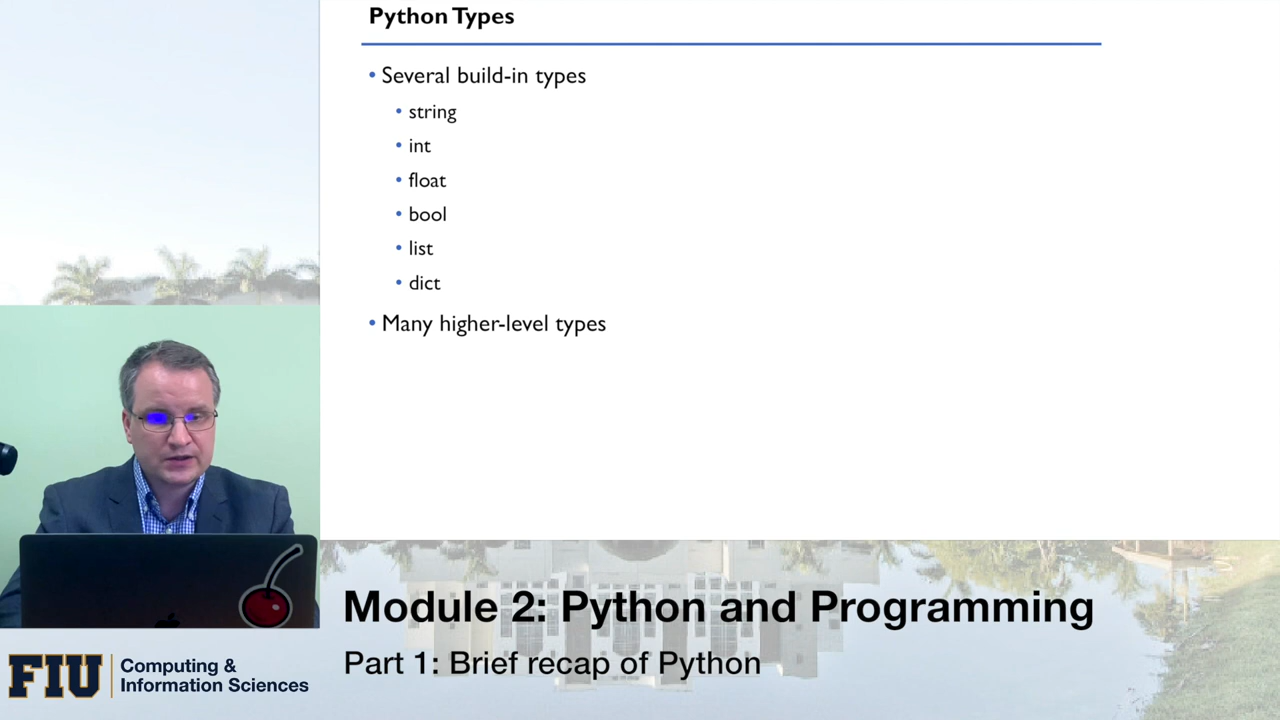 Python Types
• Several build-in types
• string
• int
• float
• bool
• list
• dict
• Many higher-level types
Module 2: Python and Programming
Part 1: Brief recap of Python
FIU
Computing &
Information Sciences